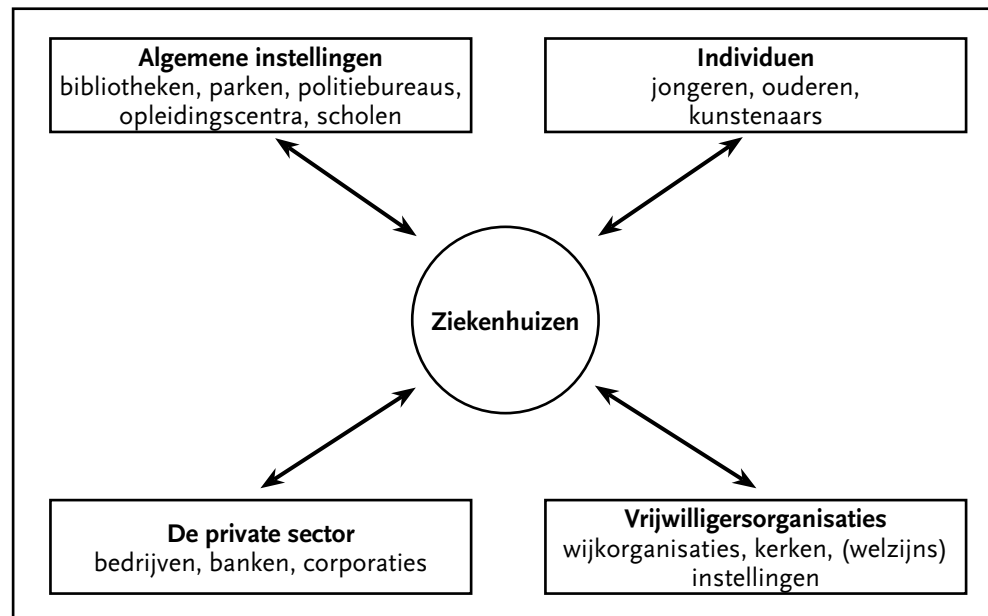 Algemene instellingen
bibliotheken, parken, politiebureaus,
opleidingscentra, scholen
Individuen
jongeren, ouderen,
kunstenaars
Ziekenhuizen
De private sector
bedrijven, banken, corporaties
Vrijwilligersorganisaties
wijkorganisaties, kerken, (welzijns)
instellingen